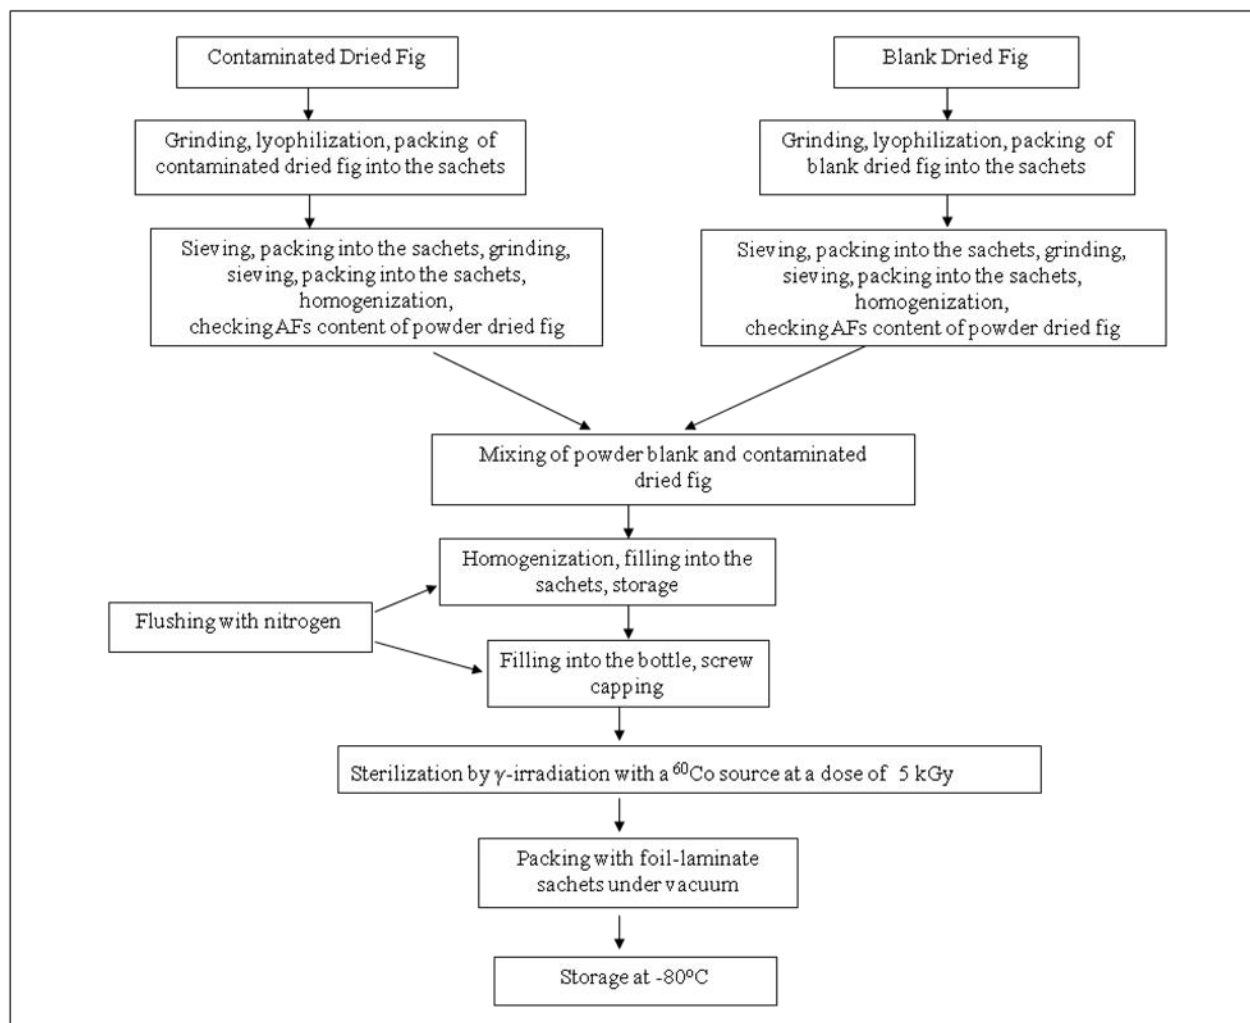 Contaminated Dried Fig
Blank Dried Fig
Grinding, lyophilization, packing of
contaminated dried fig into the sachets
Grinding, lyophilization, packing of
blank dried fig into the sachets
Sieving, packing into the sachets, grinding,
sieving, packing into the sachets,
homogenization,
checking AFs content of powder dried fig
Sieving, packing into the sachets, grinding,
sieving, packing into the sachets,
homogenization,
checking AFs content of powder dried fig
Mixing of powder blank and contaminated
dried fig
Homogenization, filling into the
sachets, storage
Flushing with nitrogen
Filling into the bottle, screw
capping
Sterilization by γ-irradiation with a ⁶⁰Co source at a dose of 5 kGy
Packing with foil-laminate
sachets under vacuum
Storage at -80ºC